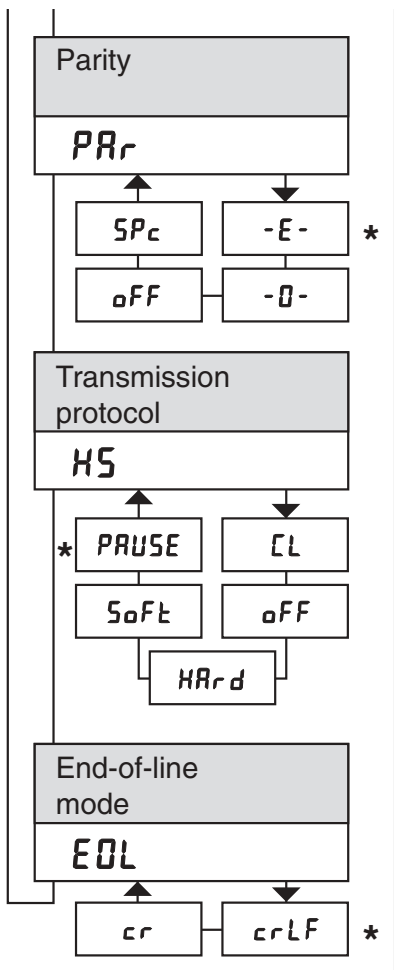 Parity
PAr
SPc -E- *
oFF -O-
Transmission
protocol
HS
* PAUSE CL
SoFt oFF
HArd
End-of-line
mode
EOL
cr crLF *